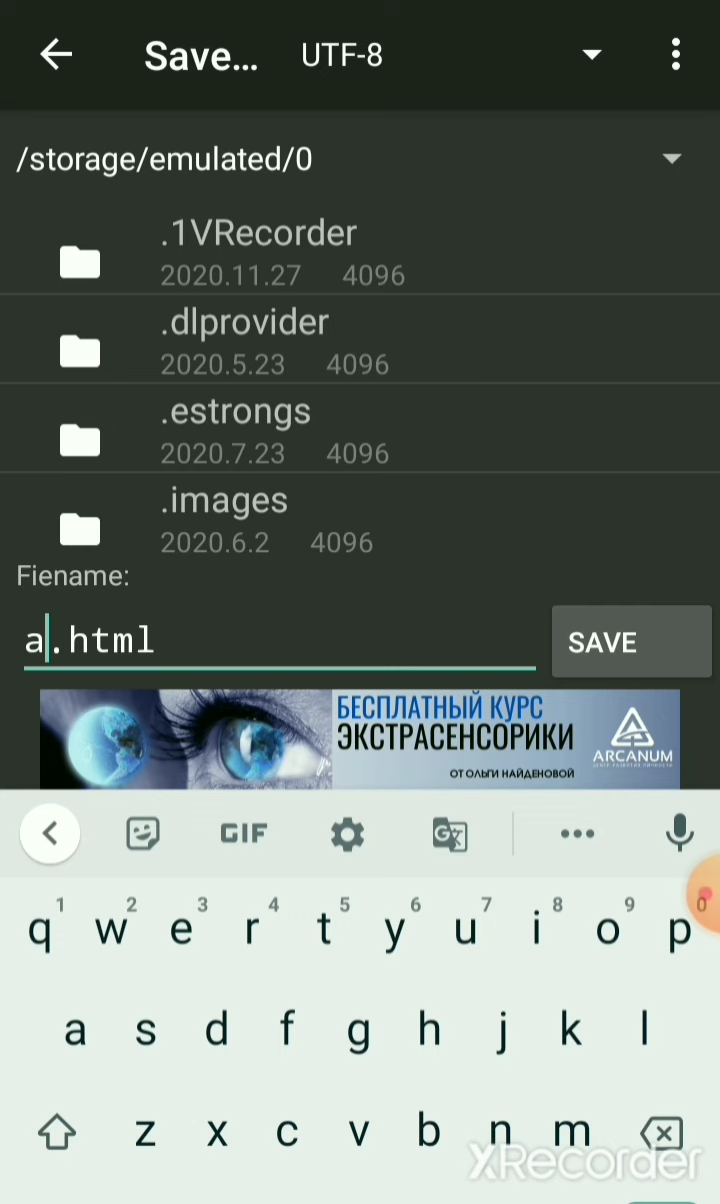 Save... UTF-8
/storage/emulated/0
.1VRecorder
2020.11.27 4096
.dlprovider
2020.5.23 4096
.estrongs
2020.7.23 4096
.images
2020.6.2 4096
Fiename:
a.html SAVE
БЕСПЛАТНЫЙ КУРС
ЭКСТРАСЕНСОРИКИ
ОТ ОЛЬГИ НАЙДЕНОВОЙ
ARCANUM
GIF G
1 2 3 4 5 6 7 8 9 0
q w e r t y u i o p
a s d f g h j k l
z x c v b n m
XRecorder